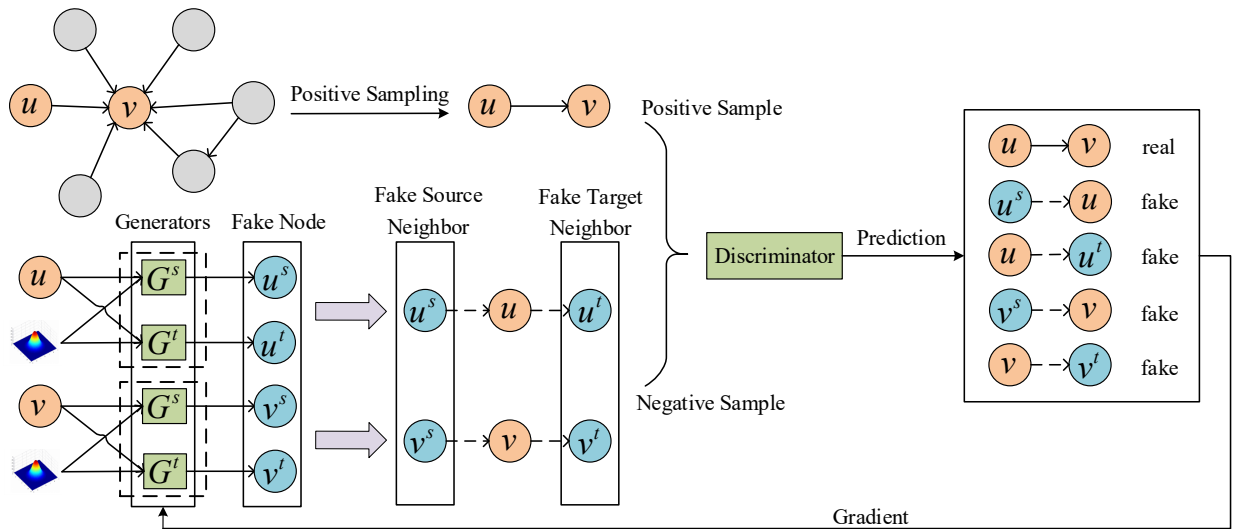 u
v
Positive Sampling
u
v
Positive Sample
Generators
Fake Node
Fake Source
Neighbor
Fake Target
Neighbor
u
G^s
G^t
u^s
u^t
v
G^s
G^t
v^s
v^t
u^s
u
u^t
v^s
v
v^t
Negative Sample
Discriminator
Prediction
u v real
u^s u fake
u u^t fake
v^s v fake
v v^t fake
Gradient